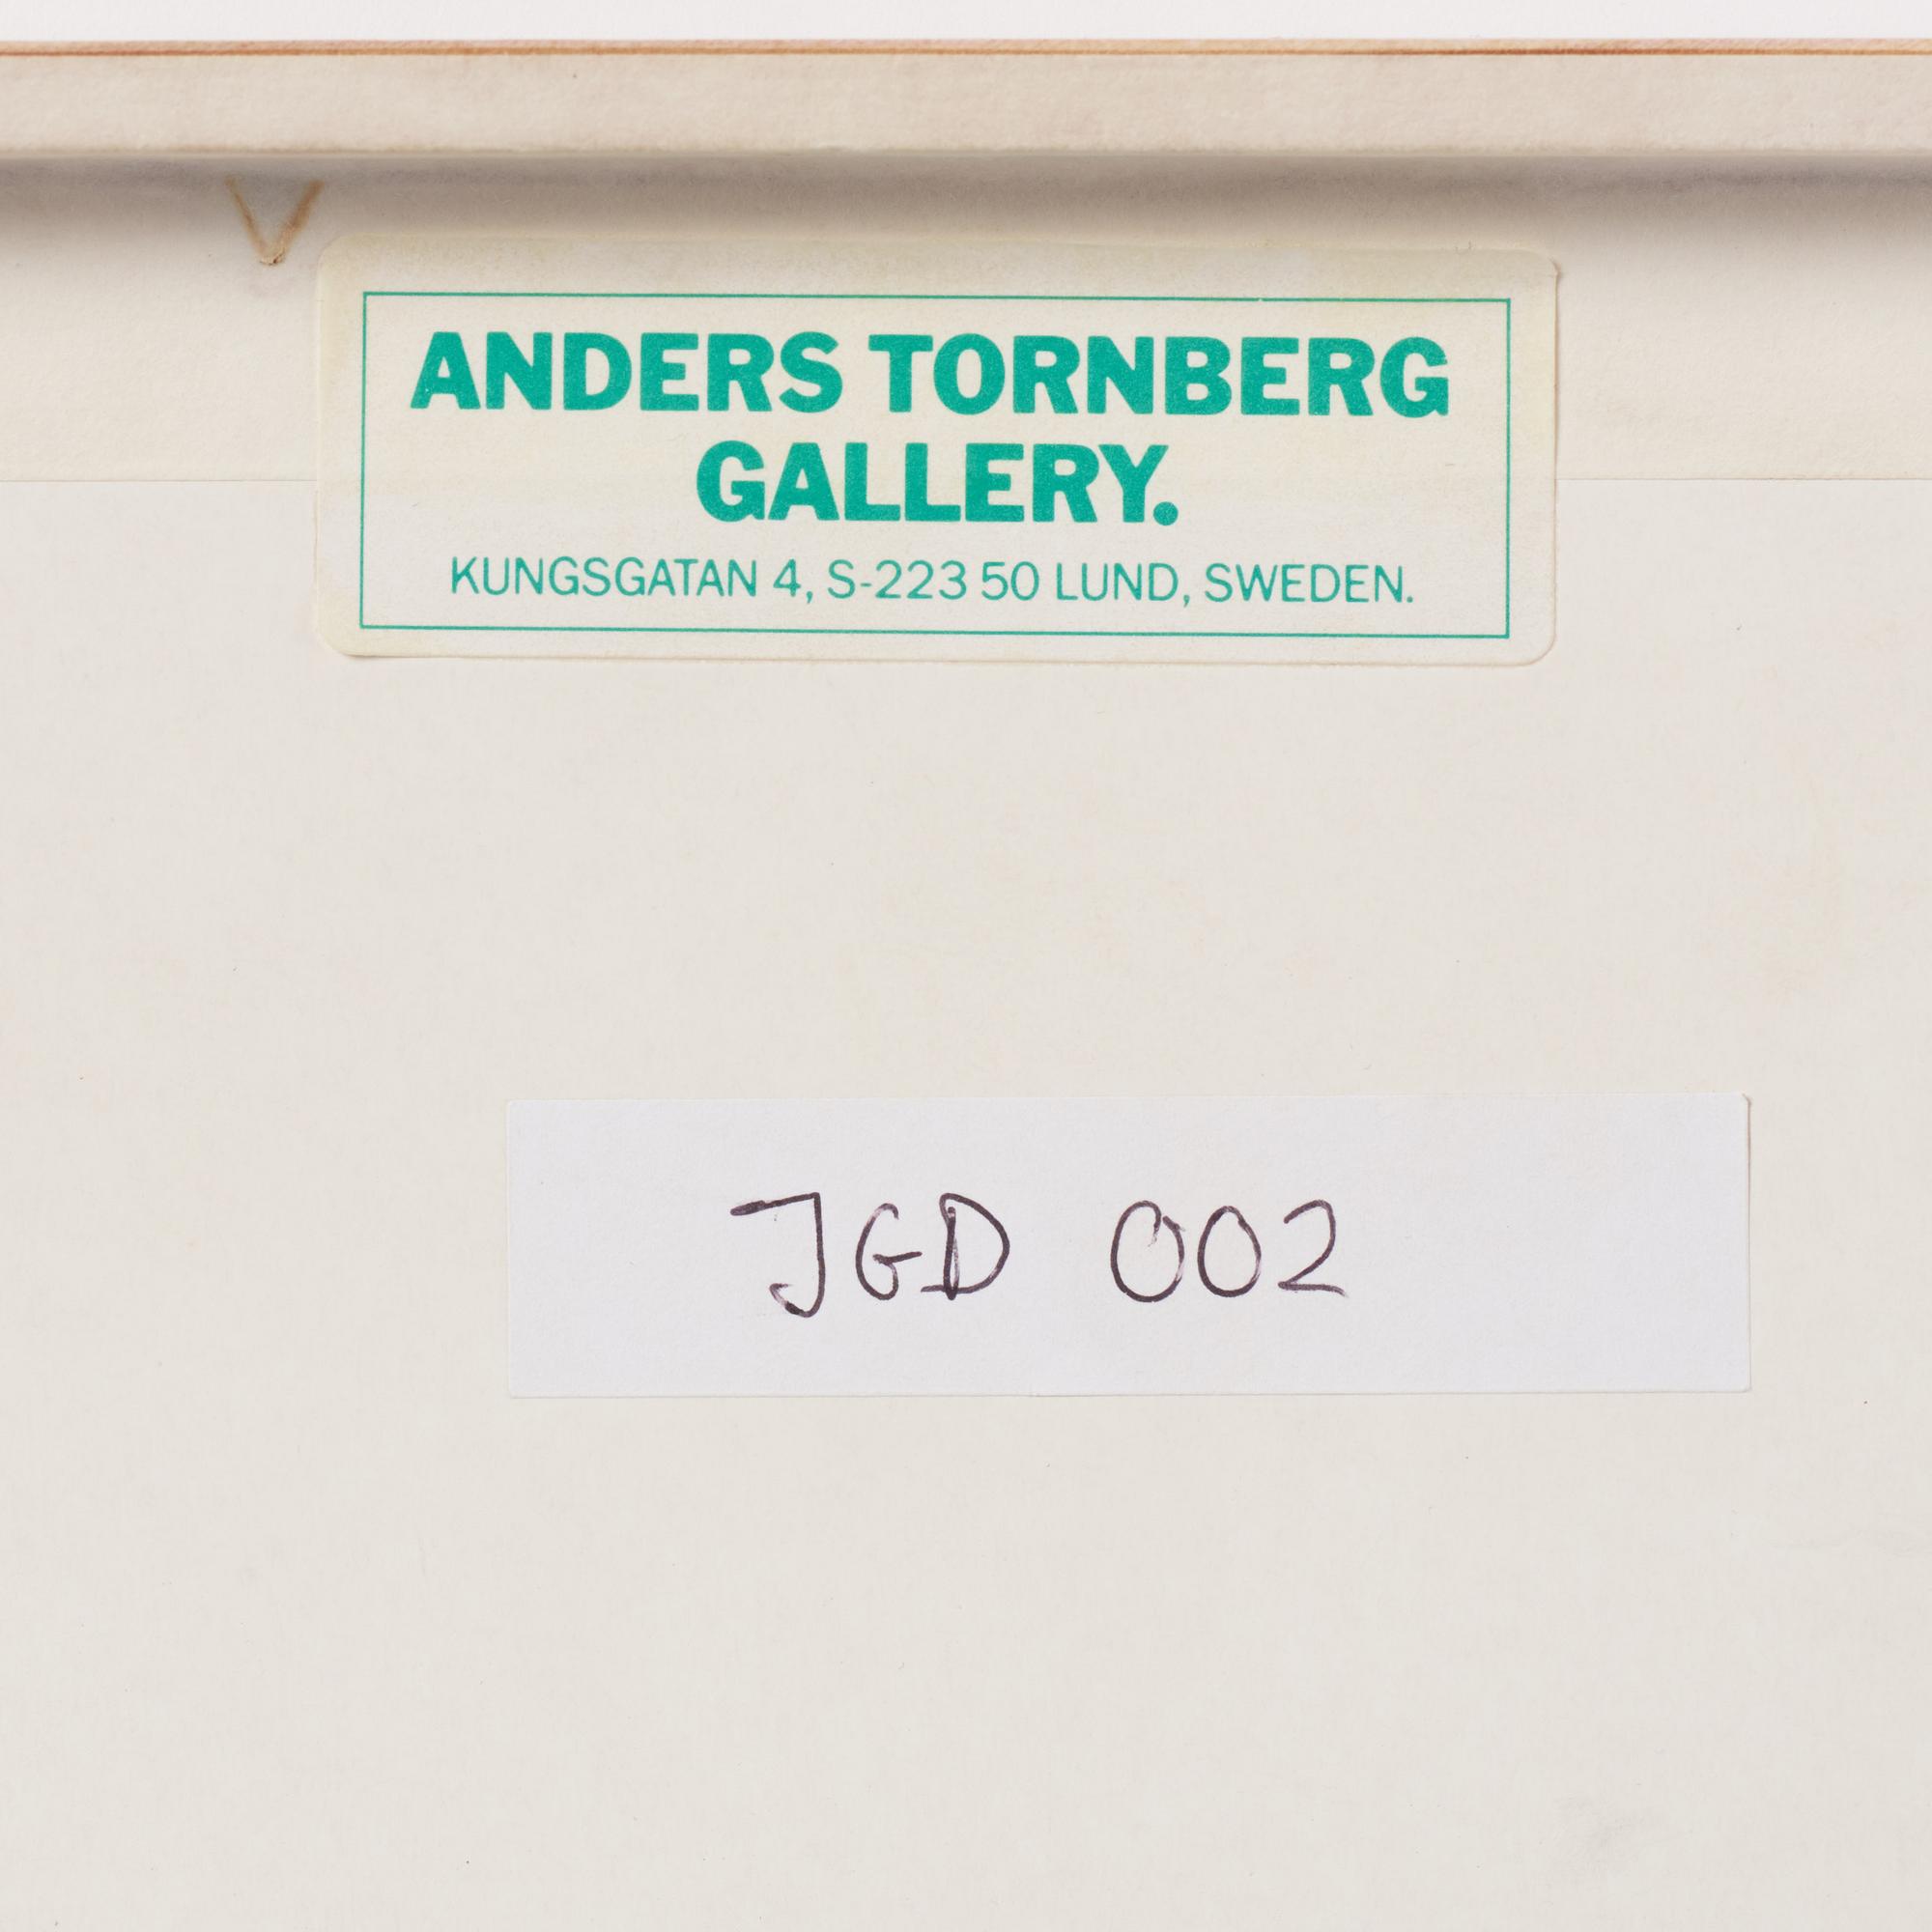 ANDERS TORNBERG
GALLERY.
KUNGSGATAN 4, S-223 50 LUND, SWEDEN.
JGD 002